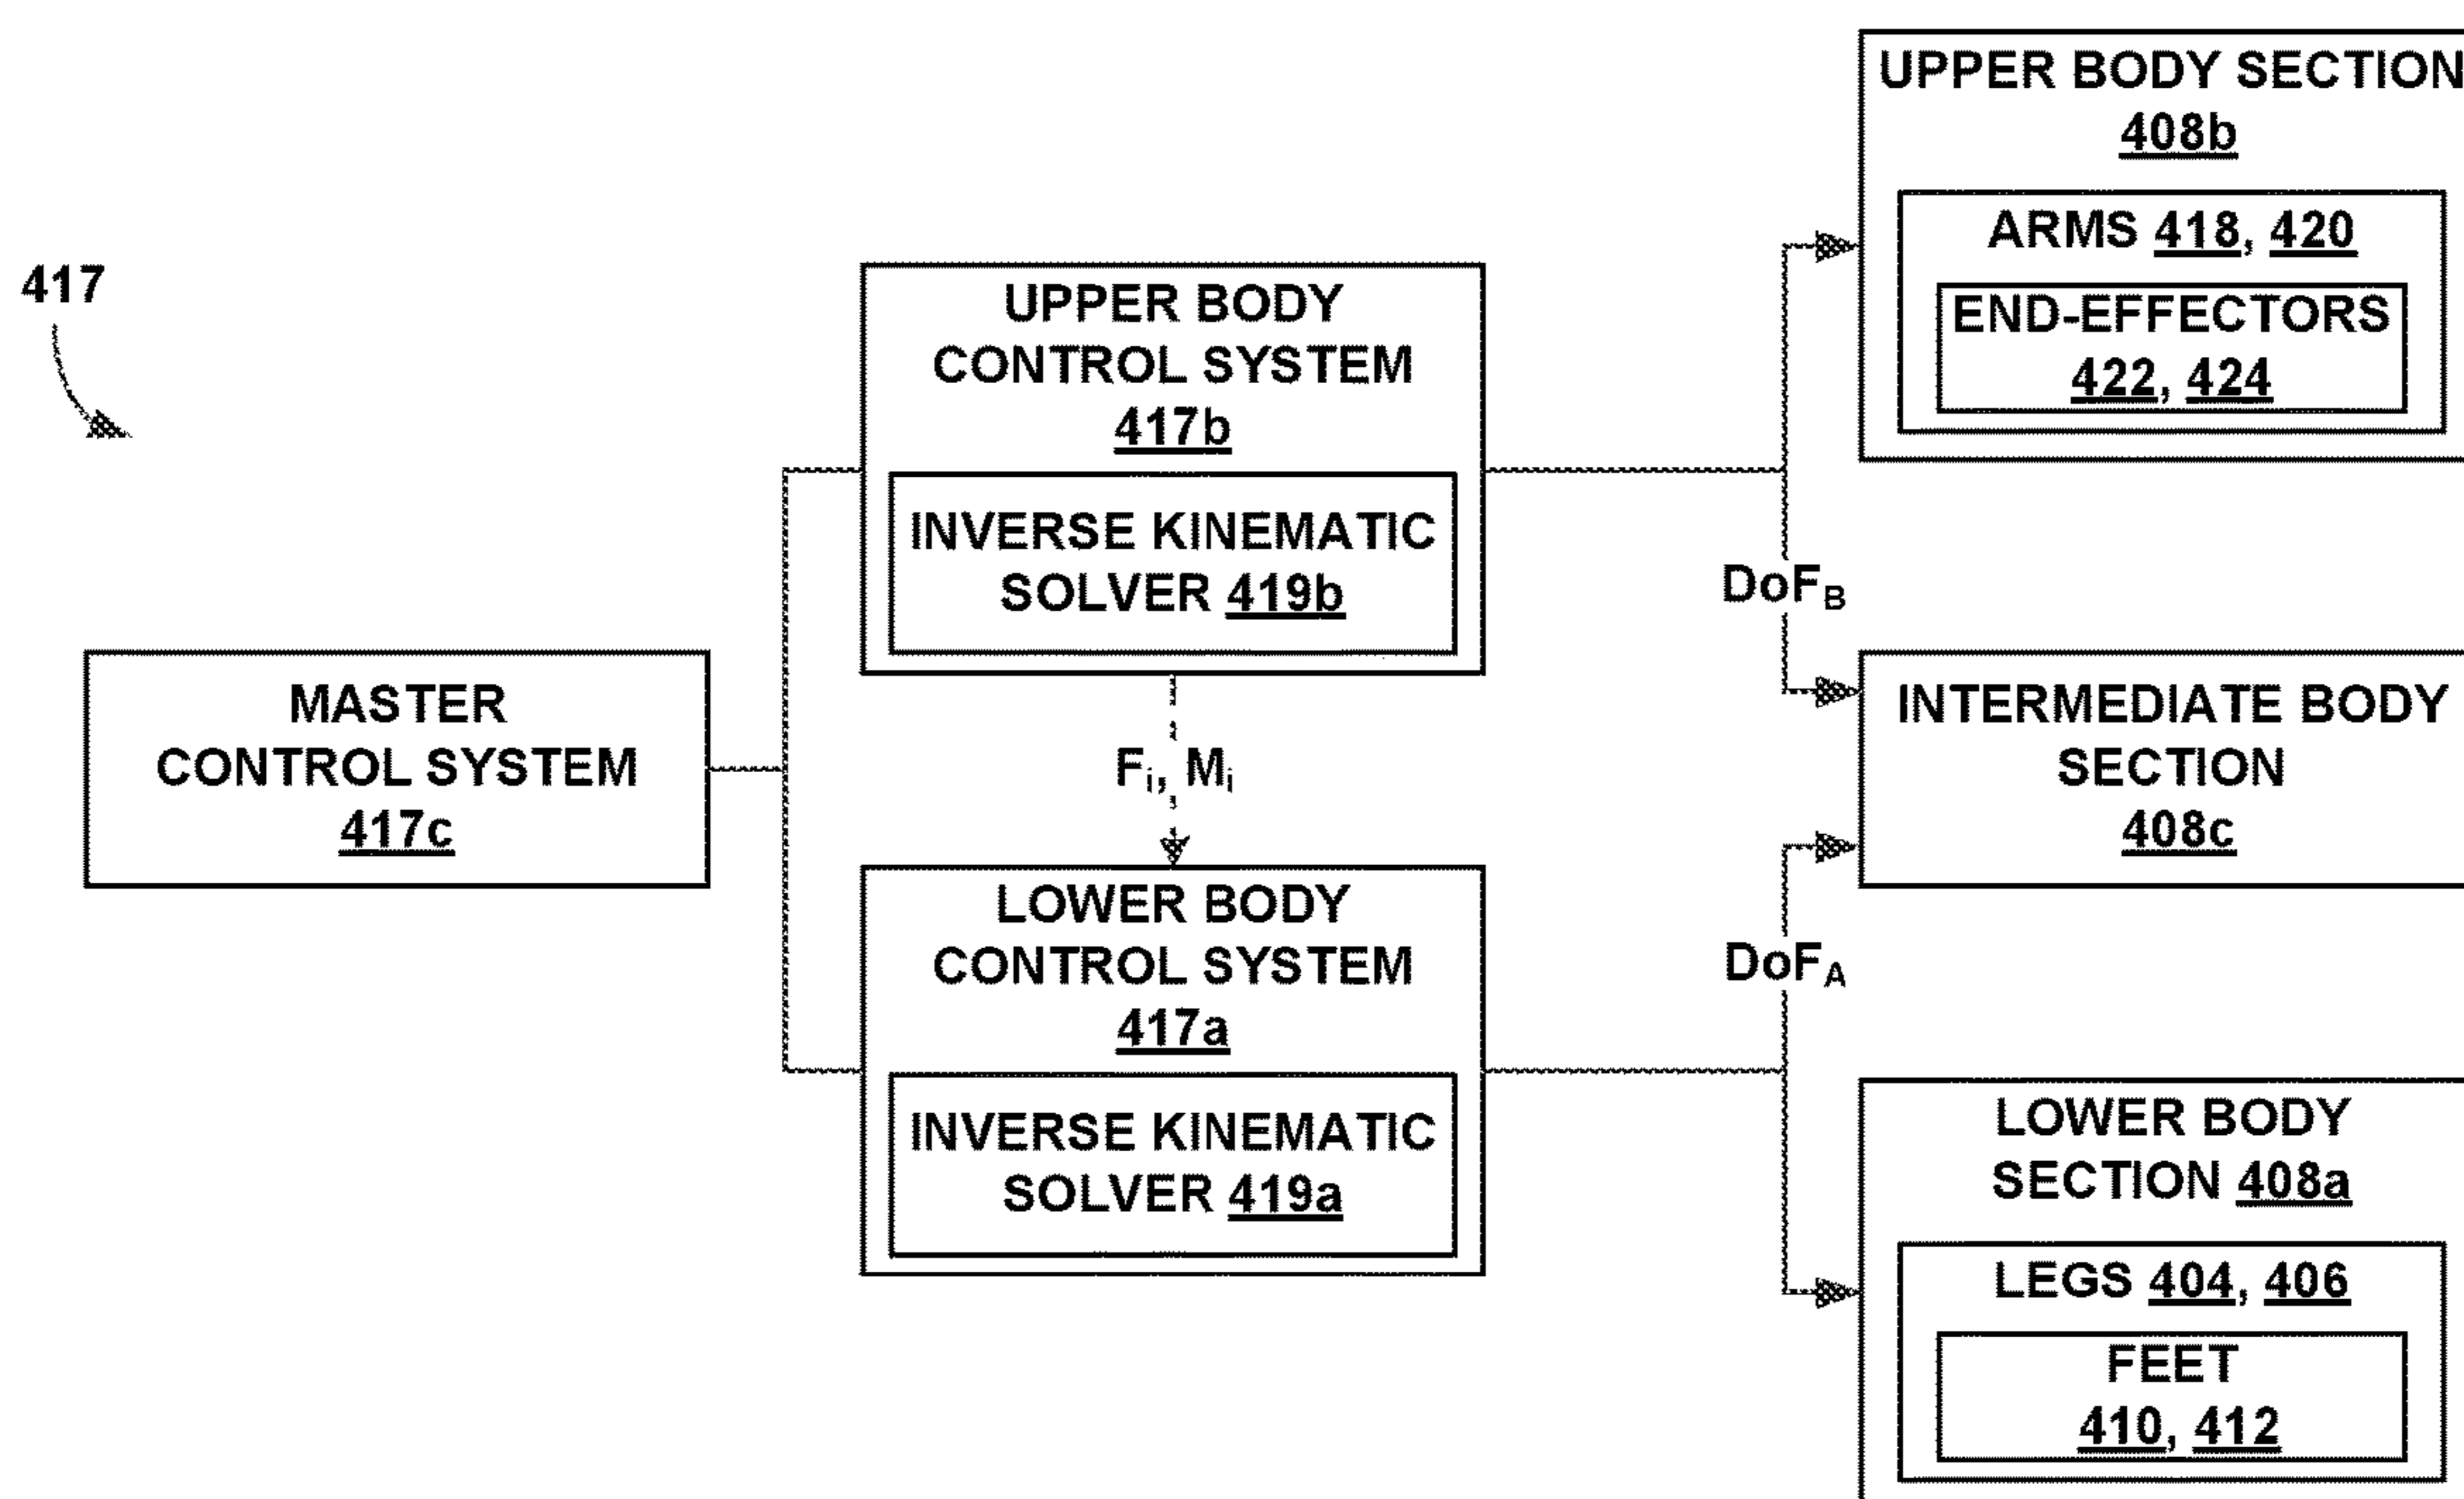 417
MASTER
CONTROL SYSTEM
417c
UPPER BODY
CONTROL SYSTEM
417b
INVERSE KINEMATIC
SOLVER 419b
Fi, Mi
LOWER BODY
CONTROL SYSTEM
417a
INVERSE KINEMATIC
SOLVER 419a
DoFB
DoFA
UPPER BODY SECTION
408b
ARMS 418, 420
END-EFFECTORS
422, 424
INTERMEDIATE BODY
SECTION
408c
LOWER BODY
SECTION 408a
LEGS 404, 406
FEET
410, 412